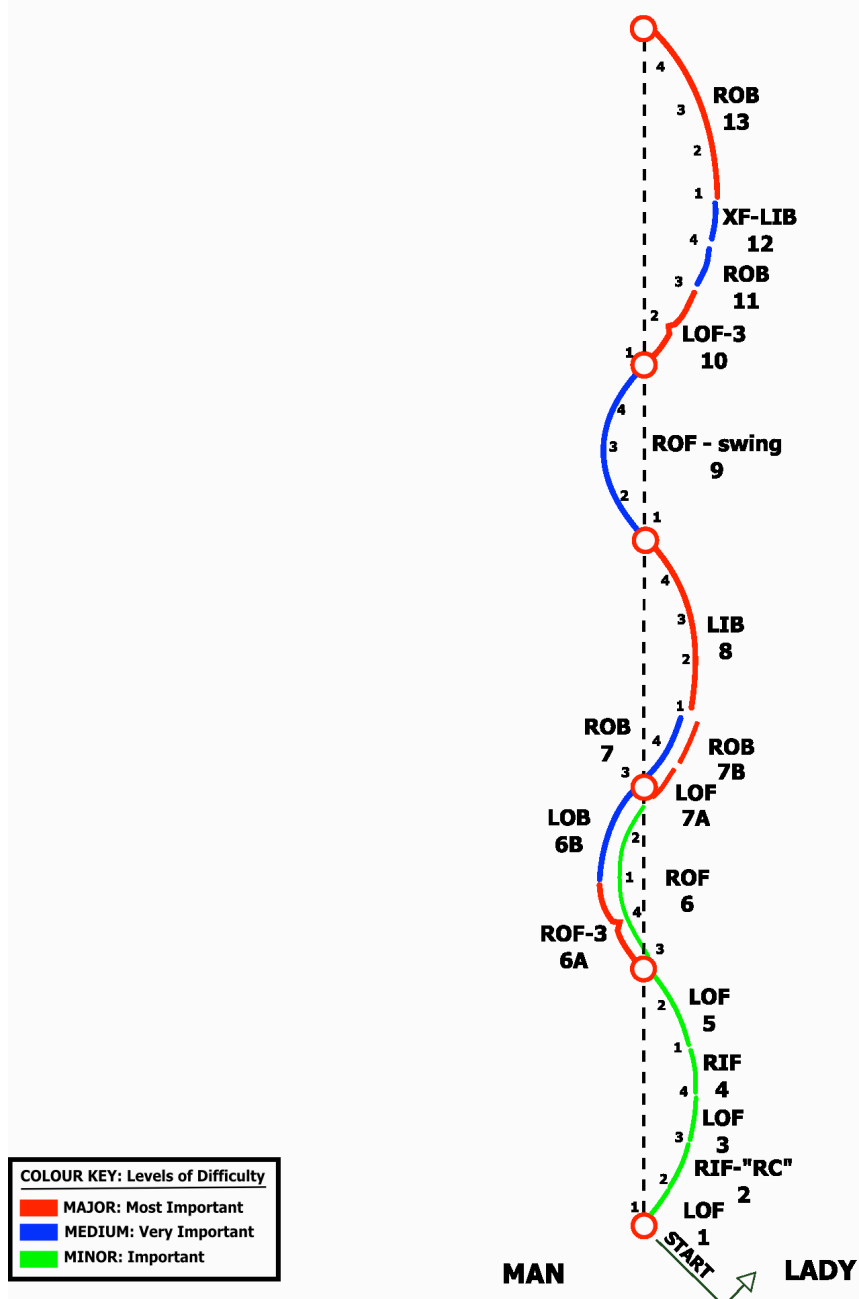 4
ROB
13
3
2
1
XF-LIB
12
4
ROB
11
3
2
LOF-3
10
1
4
ROF - swing
9
3
2
1
4
3
LIB
8
2
1
ROB
7
4
ROB
7B
3
LOF
7A
LOB
6B
2
ROF
6
1
4
ROF-3
6A
3
LOF
5
2
1
RIF
4
4
LOF
3
3
RIF-"RC"
2
2
1
LOF
1
START
MAN
LADY
COLOUR KEY: Levels of Difficulty
MAJOR: Most Important
MEDIUM: Very Important
MINOR: Important